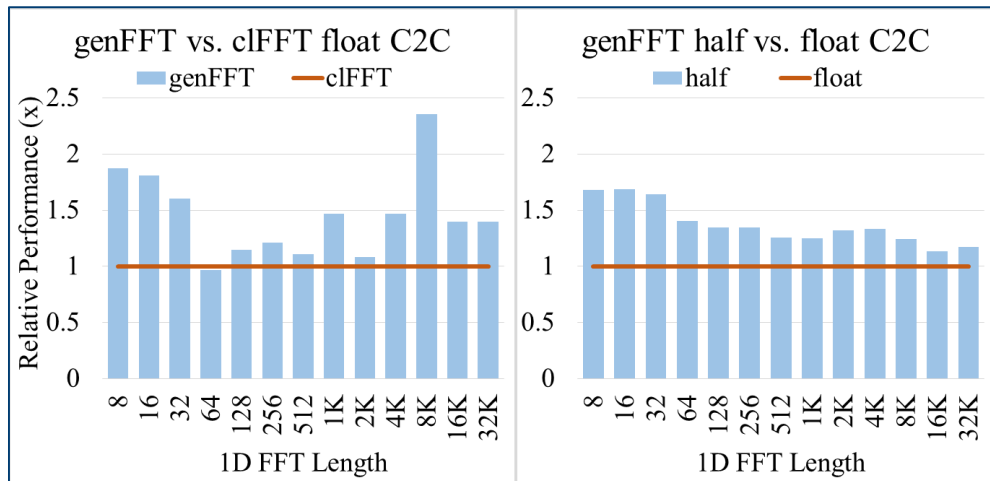 genFFT vs. clFFT float C2C
genFFT clFFT
Relative Performance (x)
2.5
2
1.5
1
0.5
0
8 16 32 64 128 256 512 1K 2K 4K 8K 16K 32K
1D FFT Length
genFFT half vs. float C2C
half float
2.5
2
1.5
1
0.5
0
8 16 32 64 128 256 512 1K 2K 4K 8K 16K 32K
1D FFT Length